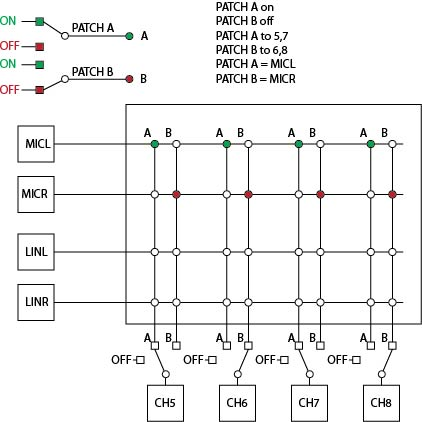 ON
PATCH A
A
OFF
ON
PATCH B
B
OFF
PATCH A on
PATCH B off
PATCH A to 5,7
PATCH B to 6,8
PATCH A = MICL
PATCH B = MICR
A B A B A B A B
MICL
MICR
LINL
LINR
A B A B A B A B
OFF OFF OFF OFF
CH5 CH6 CH7 CH8